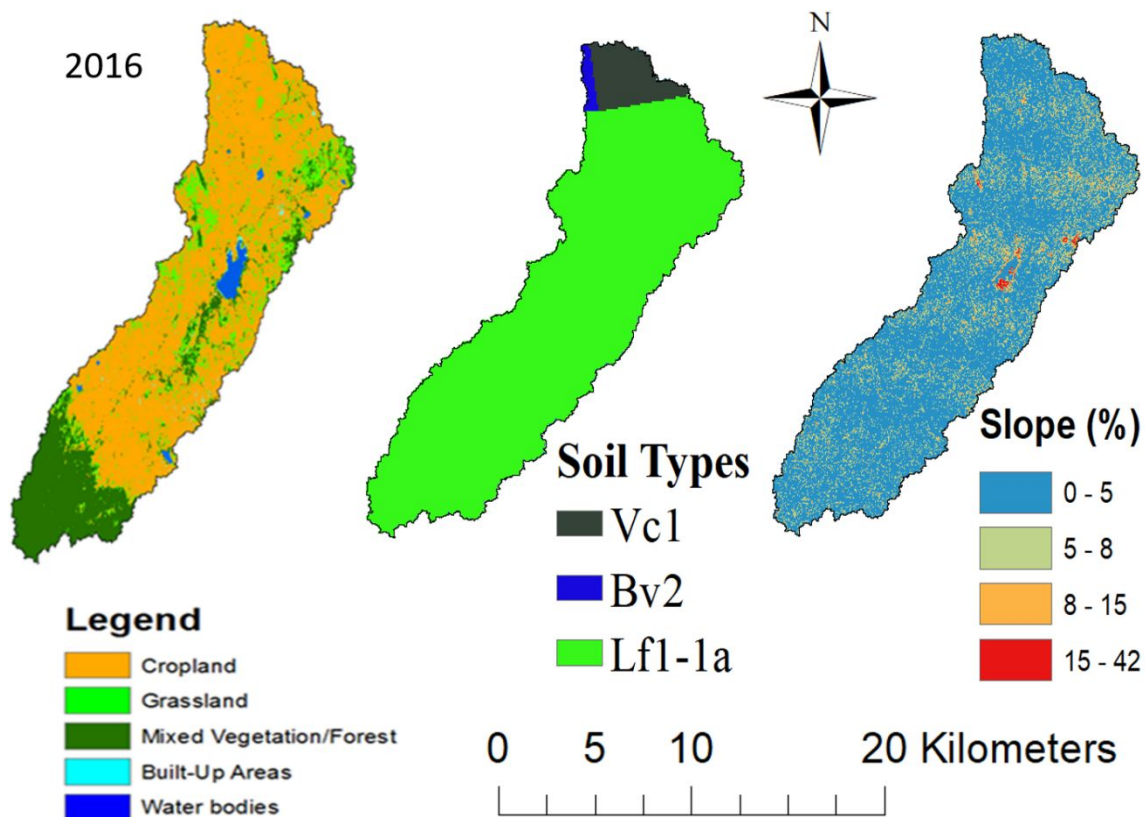 2016
N
Legend
Cropland
Grassland
Mixed Vegetation/Forest
Built-Up Areas
Water bodies
Soil Types
Vc1
Bv2
Lf1-1a
Slope (%)
0 - 5
5 - 8
8 - 15
15 - 42
0 5 10 20 Kilometers